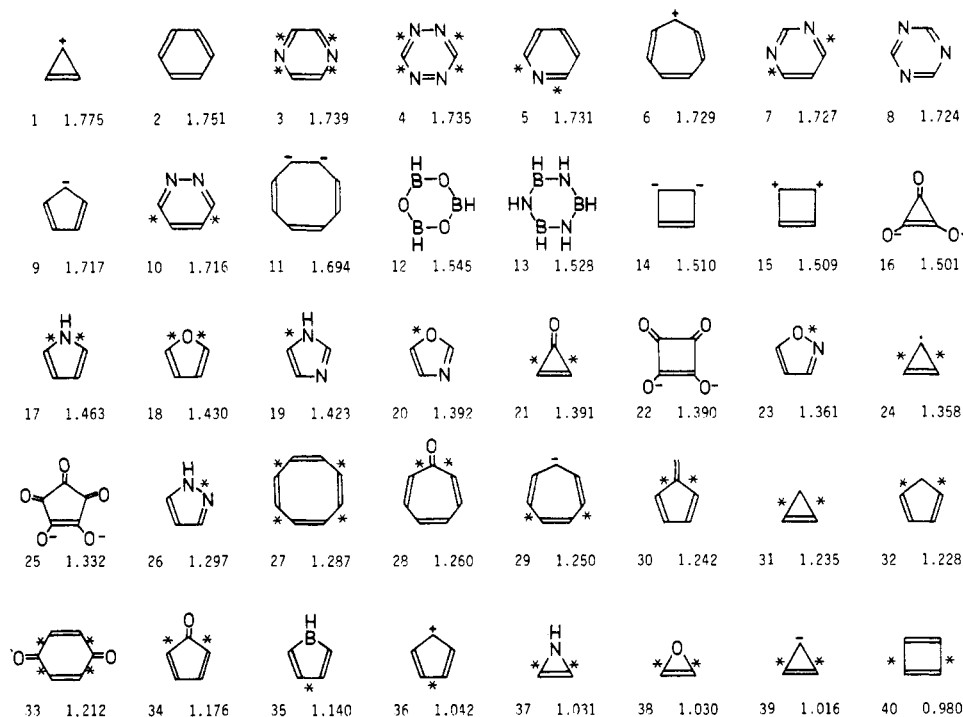 + * N * * N N * N * +  N * N N
* N * * N N * * N * * N N N
1 1.775 2 1.751 3 1.739 4 1.735 5 1.731 6 1.729 7 1.727 8 1.724
- N N - - H B O H B N H - - + + O
* * O BH HN BH O- O-
B O B N
H H H
9 1.717 10 1.716 11 1.694 12 1.545 13 1.528 14 1.510 15 1.509 16 1.501
H H O O O
* N * * O * * N * O * * O * ·
N N O- O- N * *
17 1.463 18 1.430 19 1.423 20 1.392 21 1.391 22 1.390 23 1.361 24 1.358
O H O -
O O N * * * * * * * * * * *
O- O- N * * * *
25 1.332 26 1.297 27 1.287 28 1.260 29 1.250 30 1.242 31 1.235 32 1.228
O H + H
* * * * B N O -
O O * * * * * * * * * * *
* *
33 1.212 34 1.176 35 1.140 36 1.042 37 1.031 38 1.030 39 1.016 40 0.980